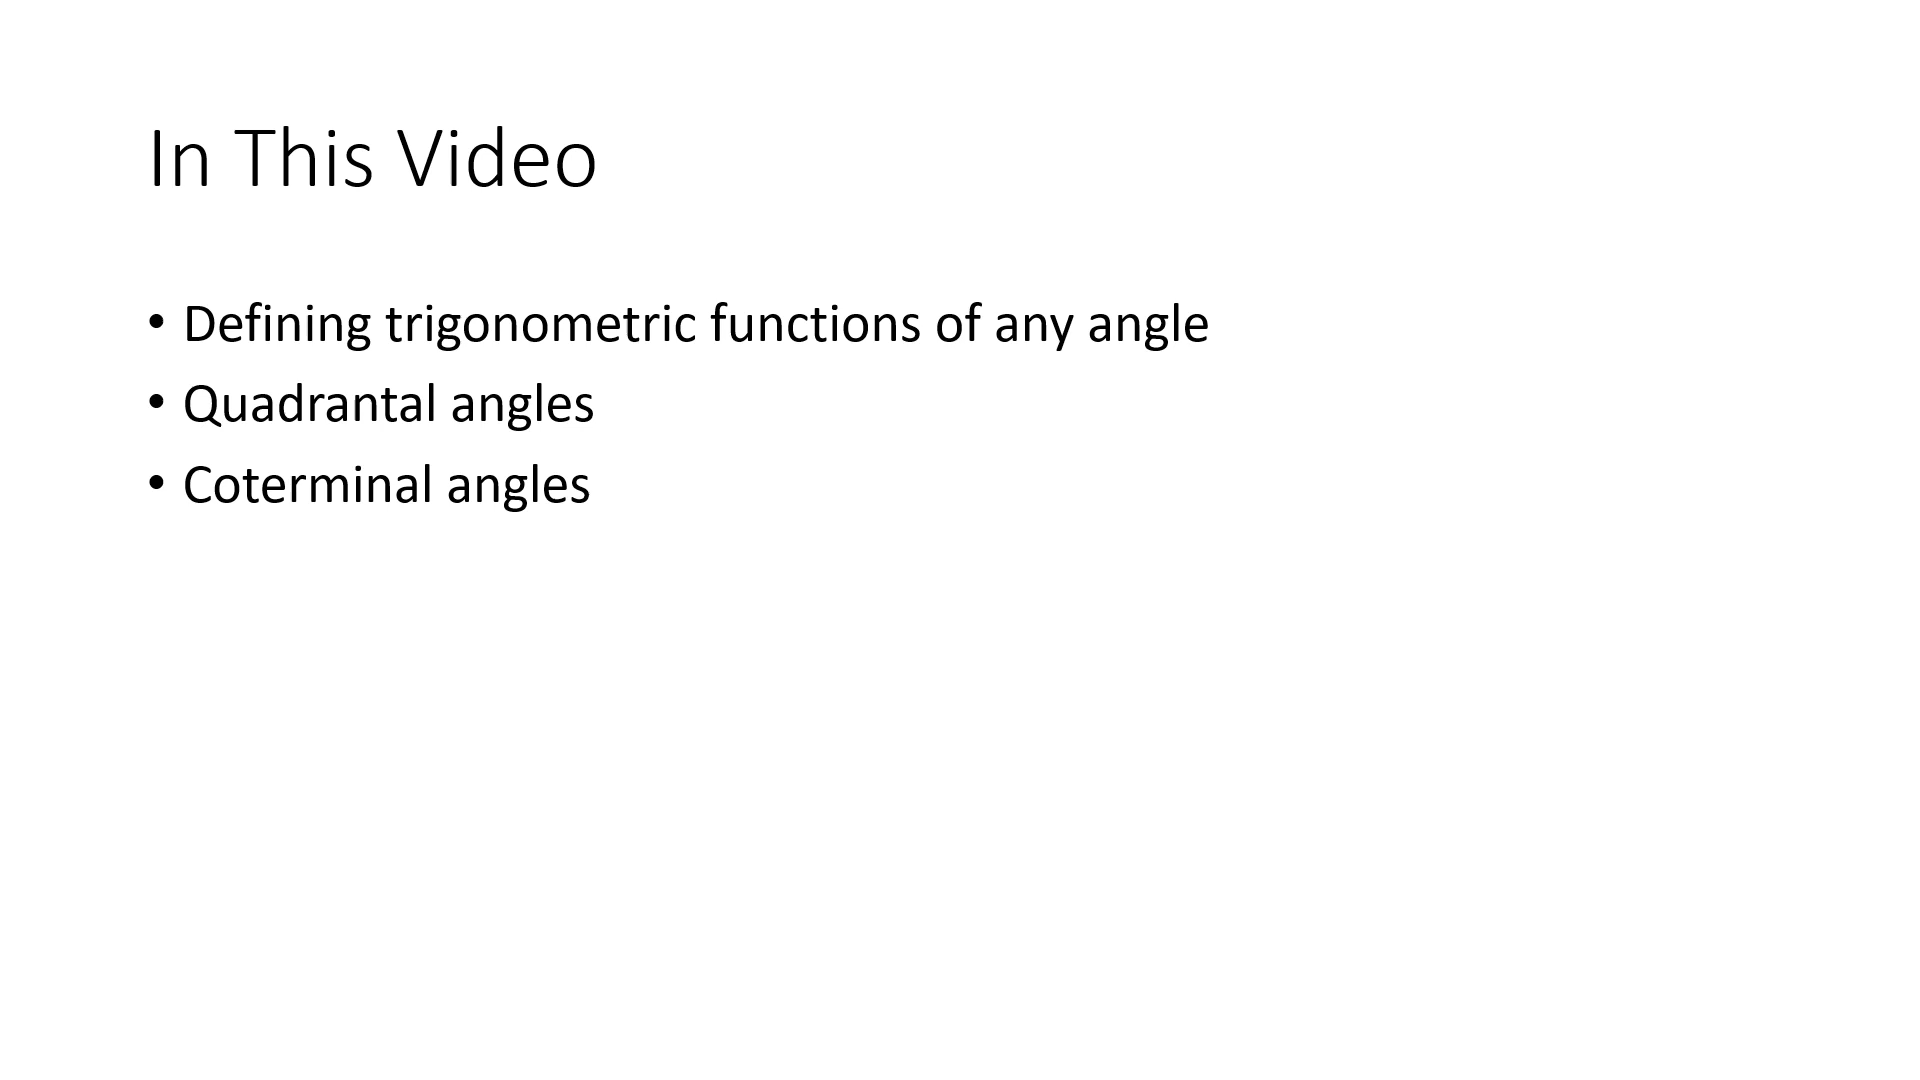 In This Video
• Defining trigonometric functions of any angle
• Quadrantal angles
• Coterminal angles